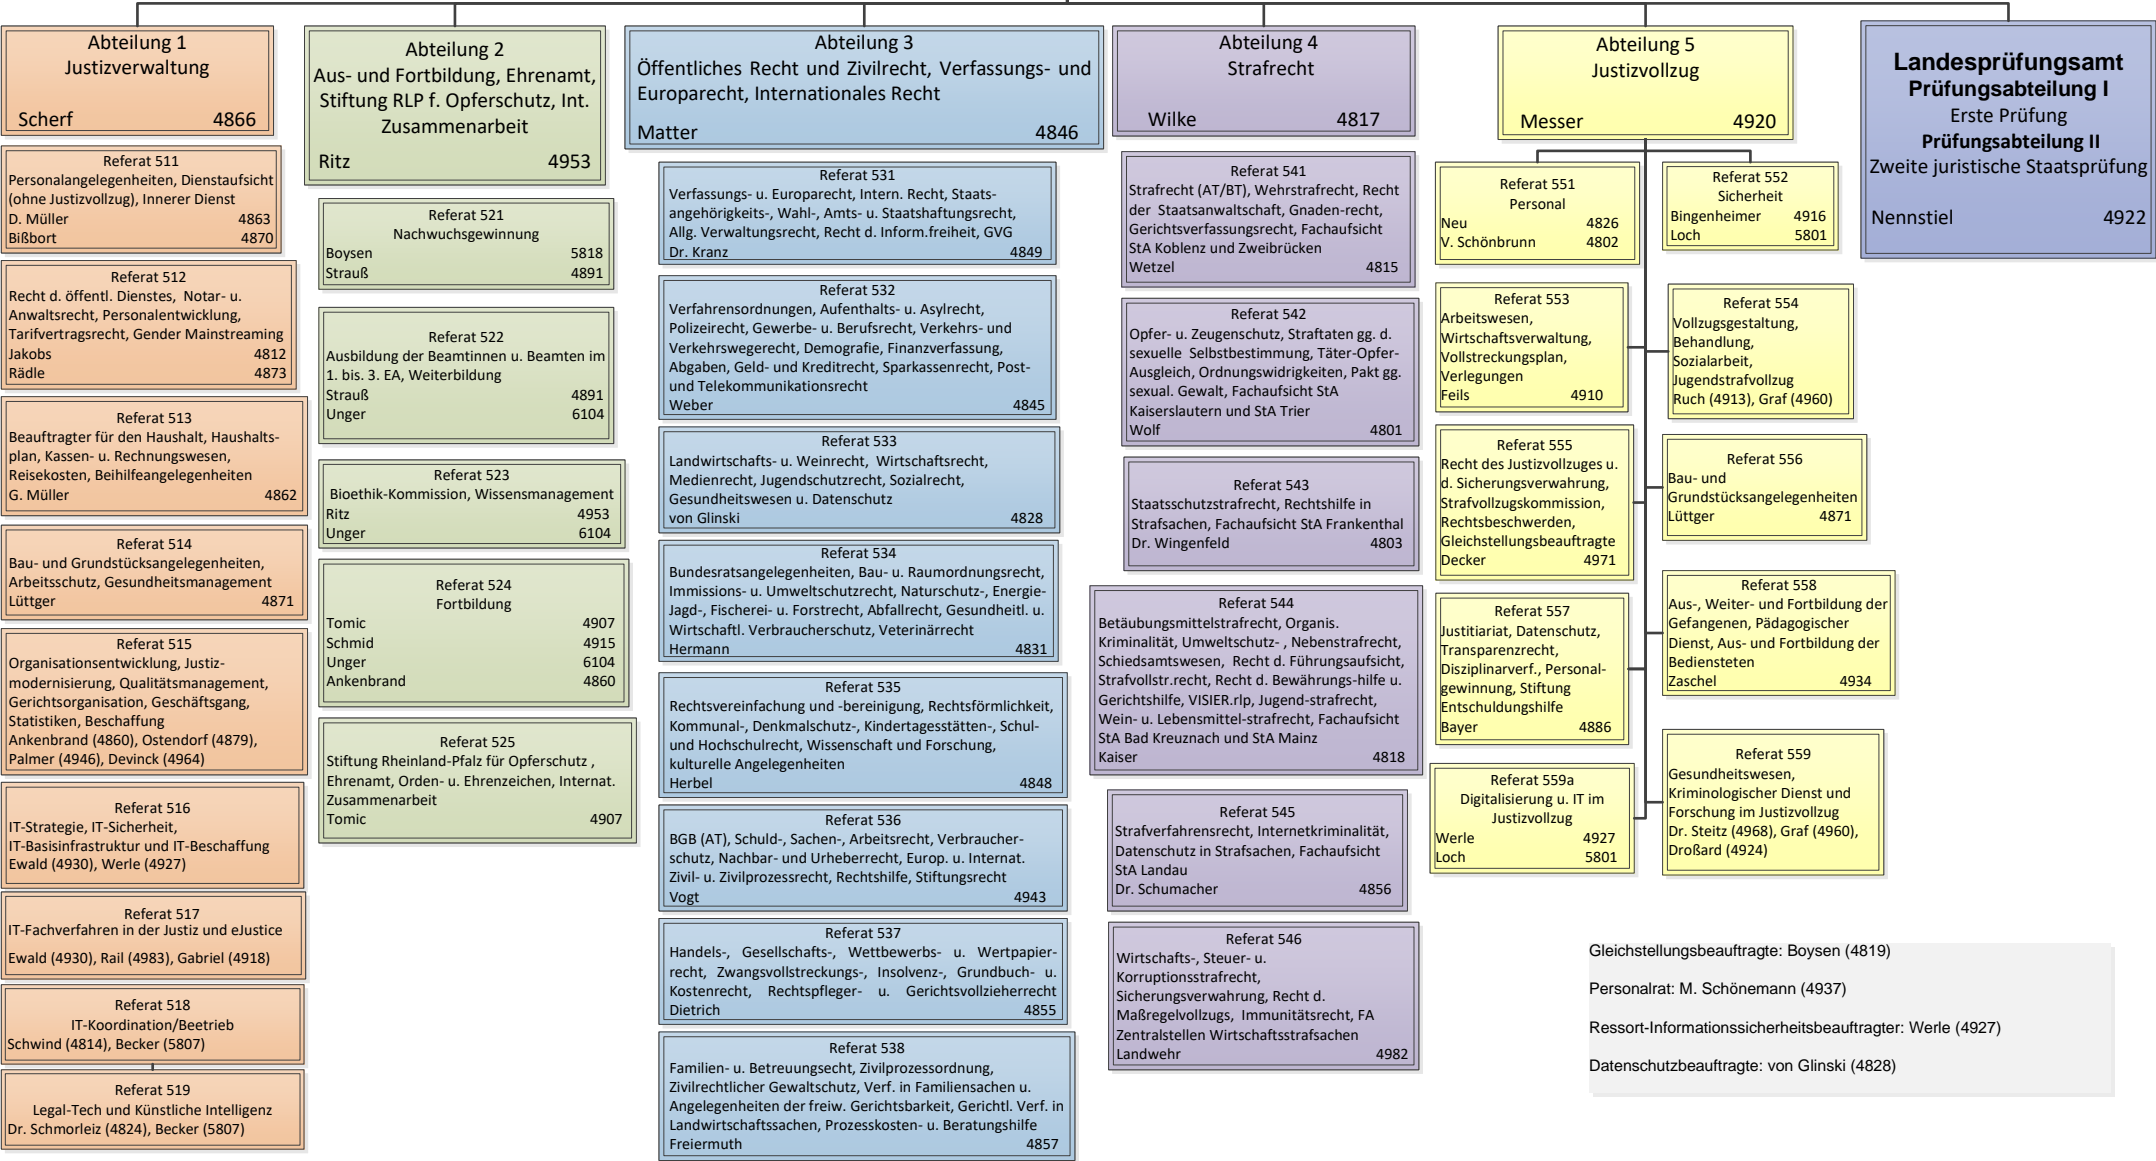 Abteilung 1
Justizverwaltung
Scherf 4866
Referat 511
Personalangelegenheiten, Dienstaufsicht
(ohne Justizvollzug), Innerer Dienst
D. Müller 4863
Bißbort 4870
Referat 512
Recht d. öffentl. Dienstes, Notar- u.
Anwaltsrecht, Personalentwicklung,
Tarifvertragsrecht, Gender Mainstreaming
Jakobs 4812
Rädle 4873
Referat 513
Beauftragter für den Haushalt, Haushalts-
plan, Kassen- u. Rechnungswesen,
Reisekosten, Beihilfeangelegenheiten
G. Müller 4862
Referat 514
Bau- und Grundstücksangelegenheiten,
Arbeitsschutz, Gesundheitsmanagement
Lüttger 4871
Referat 515
Organisationsentwicklung, Justiz-
modernisierung, Qualitätsmanagement,
Gerichtsorganisation, Geschäftsgang,
Statistiken, Beschaffung
Ankenbrand (4860), Ostendorf (4879),
Palmer (4946), Devinck (4964)
Referat 516
IT-Strategie, IT-Sicherheit,
IT-Basisinfrastruktur und IT-Beschaffung
Ewald (4930), Werle (4927)
Referat 517
IT-Fachverfahren in der Justiz und eJustice
Ewald (4930), Rail (4983), Gabriel (4918)
Referat 518
IT-Koordination/Beetrieb
Schwind (4814), Becker (5807)
Referat 519
Legal-Tech und Künstliche Intelligenz
Dr. Schmorleiz (4824), Becker (5807)
Abteilung 2
Aus- und Fortbildung, Ehrenamt,
Stiftung RLP f. Opferschutz, Int.
Zusammenarbeit
Ritz 4953
Referat 521
Nachwuchsgewinnung
Boysen 5818
Strauß 4891
Referat 522
Ausbildung der Beamtinnen u. Beamten im
1. bis. 3. EA, Weiterbildung
Strauß 4891
Unger 6104
Referat 523
Bioethik-Kommission, Wissensmanagement
Ritz 4953
Unger 6104
Referat 524
Fortbildung
Tomic 4907
Schmid 4915
Unger 6104
Ankenbrand 4860
Referat 525
Stiftung Rheinland-Pfalz für Opferschutz ,
Ehrenamt, Orden- u. Ehrenzeichen, Internat.
Zusammenarbeit
Tomic 4907
Abteilung 3
Öffentliches Recht und Zivilrecht, Verfassungs- und
Europarecht, Internationales Recht
Matter 4846
Referat 531
Verfassungs- u. Europarecht, Intern. Recht, Staats-
angehörigkeits-, Wahl-, Amts- u. Staatshaftungsrecht,
Allg. Verwaltungsrecht, Recht d. Inform.freiheit, GVG
Dr. Kranz 4849
Referat 532
Verfahrensordnungen, Aufenthalts- u. Asylrecht,
Polizeirecht, Gewerbe- u. Berufsrecht, Verkehrs- und
Verkehrswegerecht, Demografie, Finanzverfassung,
Abgaben, Geld- und Kreditrecht, Sparkassenrecht, Post-
und Telekommunikationsrecht
Weber 4845
Referat 533
Landwirtschafts- u. Weinrecht, Wirtschaftsrecht,
Medienrecht, Jugendschutzrecht, Sozialrecht,
Gesundheitswesen u. Datenschutz
von Glinski 4828
Referat 534
Bundesratsangelegenheiten, Bau- u. Raumordnungsrecht,
Immissions- u. Umweltschutzrecht, Naturschutz-, Energie-
Jagd-, Fischerei- u. Forstrecht, Abfallrecht, Gesundheitl. u.
Wirtschaftl. Verbraucherschutz, Veterinärrecht
Hermann 4831
Referat 535
Rechtsvereinfachung und -bereinigung, Rechtsförmlichkeit,
Kommunal-, Denkmalschutz-, Kindertagesstätten-, Schul-
und Hochschulrecht, Wissenschaft und Forschung,
kulturelle Angelegenheiten
Herbel 4848
Referat 536
BGB (AT), Schuld-, Sachen-, Arbeitsrecht, Verbraucher-
schutz, Nachbar- und Urheberrecht, Europ. u. Internat.
Zivil- u. Zivilprozessrecht, Rechtshilfe, Stiftungsrecht
Vogt 4943
Referat 537
Handels-, Gesellschafts-, Wettbewerbs- u. Wertpapier-
recht, Zwangsvollstreckungs-, Insolvenz-, Grundbuch- u.
Kostenrecht, Rechtspfleger- u. Gerichtsvollzieherrecht
Dietrich 4855
Referat 538
Familien- u. Betreuungsecht, Zivilprozessordnung,
Zivilrechtlicher Gewaltschutz, Verf. in Familiensachen u.
Angelegenheiten der freiw. Gerichtsbarkeit, Gerichtl. Verf. in
Landwirtschaftssachen, Prozesskosten- u. Beratungshilfe
Freiermuth 4857
Abteilung 4
Strafrecht
Wilke 4817
Referat 541
Strafrecht (AT/BT), Wehrstrafrecht, Recht
der Staatsanwaltschaft, Gnaden-recht,
Gerichtsverfassungsrecht, Fachaufsicht
StA Koblenz und Zweibrücken
Wetzel 4815
Referat 542
Opfer- u. Zeugenschutz, Straftaten gg. d.
sexuelle Selbstbestimmung, Täter-Opfer-
Ausgleich, Ordnungswidrigkeiten, Pakt gg.
sexual. Gewalt, Fachaufsicht StA
Kaiserslautern und StA Trier
Wolf 4801
Referat 543
Staatsschutzstrafrecht, Rechtshilfe in
Strafsachen, Fachaufsicht StA Frankenthal
Dr. Wingenfeld 4803
Referat 544
Betäubungsmittelstrafrecht, Organis.
Kriminalität, Umweltschutz- , Nebenstrafrecht,
Schiedsamtswesen, Recht d. Führungsaufsicht,
Strafvollstr.recht, Recht d. Bewährungs-hilfe u.
Gerichtshilfe, VISIER.rlp, Jugend-strafrecht,
Wein- u. Lebensmittel-strafrecht, Fachaufsicht
StA Bad Kreuznach und StA Mainz
Kaiser 4818
Referat 545
Strafverfahrensrecht, Internetkriminalität,
Datenschutz in Strafsachen, Fachaufsicht
StA Landau
Dr. Schumacher 4856
Referat 546
Wirtschafts-, Steuer- u.
Korruptionsstrafrecht,
Sicherungsverwahrung, Recht d.
Maßregelvollzugs, Immunitätsrecht, FA
Zentralstellen Wirtschaftsstrafsachen
Landwehr 4982
Abteilung 5
Justizvollzug
Messer 4920
Referat 551
Personal
Neu 4826
V. Schönbrunn 4802
Referat 552
Sicherheit
Bingenheimer 4916
Loch 5801
Referat 553
Arbeitswesen,
Wirtschaftsverwaltung,
Vollstreckungsplan,
Verlegungen
Feils 4910
Referat 554
Vollzugsgestaltung,
Behandlung,
Sozialarbeit,
Jugendstrafvollzug
Ruch (4913), Graf (4960)
Referat 555
Recht des Justizvollzuges u.
d. Sicherungsverwahrung,
Strafvollzugskommission,
Rechtsbeschwerden,
Gleichstellungsbeauftragte
Decker 4971
Referat 556
Bau- und
Grundstücksangelegenheiten
Lüttger 4871
Referat 557
Justitiariat, Datenschutz,
Transparenzrecht,
Disziplinarverf., Personal-
gewinnung, Stiftung
Entschuldungshilfe
Bayer 4886
Referat 558
Aus-, Weiter- und Fortbildung der
Gefangenen, Pädagogischer
Dienst, Aus- und Fortbildung der
Bediensteten
Zaschel 4934
Referat 559a
Digitalisierung u. IT im
Justizvollzug
Werle 4927
Loch 5801
Referat 559
Gesundheitswesen,
Kriminologischer Dienst und
Forschung im Justizvollzug
Dr. Steitz (4968), Graf (4960),
Droßard (4924)
Landesprüfungsamt
Prüfungsabteilung I
Erste Prüfung
Prüfungsabteilung II
Zweite juristische Staatsprüfung
Nennstiel 4922
Gleichstellungsbeauftragte: Boysen (4819)
Personalrat: M. Schönemann (4937)
Ressort-Informationssicherheitsbeauftragter: Werle (4927)
Datenschutzbeauftragte: von Glinski (4828)